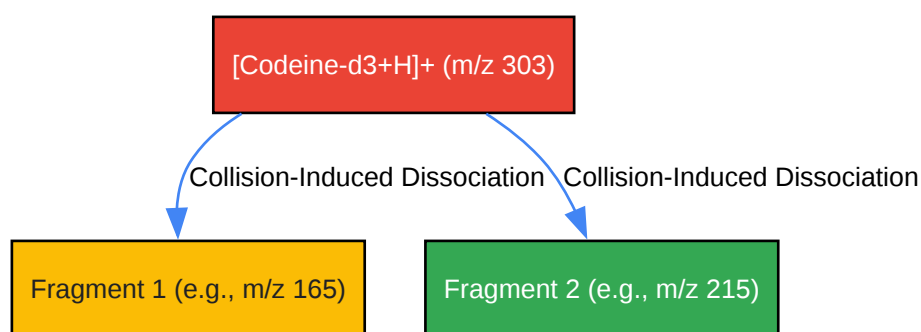 [Codeine-d3+H]+ (m/z 303)
Collision-Induced Dissociation
Collision-Induced Dissociation
Fragment 1 (e.g., m/z 165)
Fragment 2 (e.g., m/z 215)